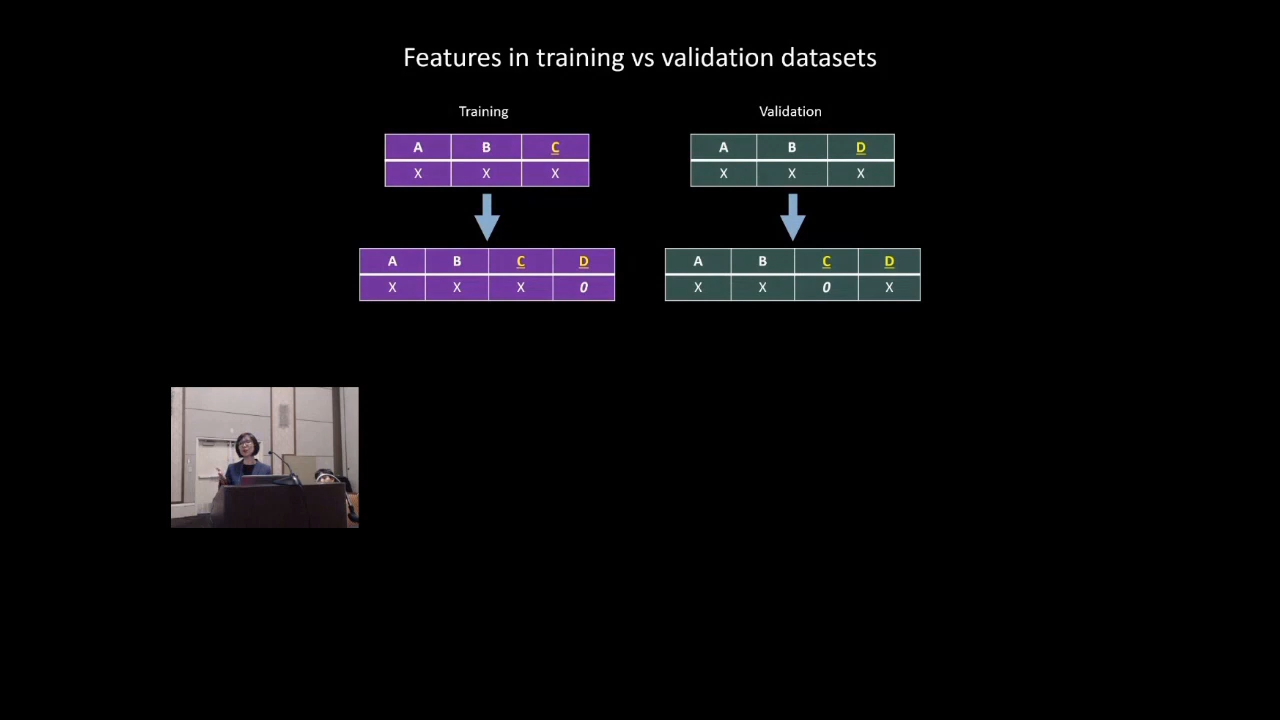 Features in training vs validation datasets
Training
A B C
X X X
A B C D
X X X 0
Validation
A B D
X X X
A B C D
X X 0 X